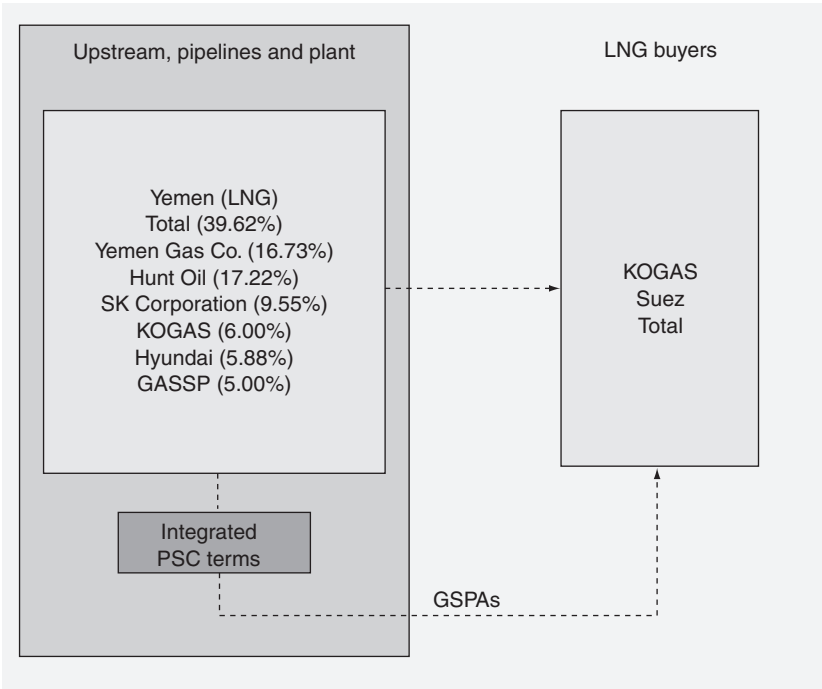 Upstream, pipelines and plant
LNG buyers
Yemen (LNG)
Total (39.62%)
Yemen Gas Co. (16.73%)
Hunt Oil (17.22%)
SK Corporation (9.55%)
KOGAS (6.00%)
Hyundai (5.88%)
GASSP (5.00%)
KOGAS
Suez
Total
Integrated
PSC terms
GSPAs